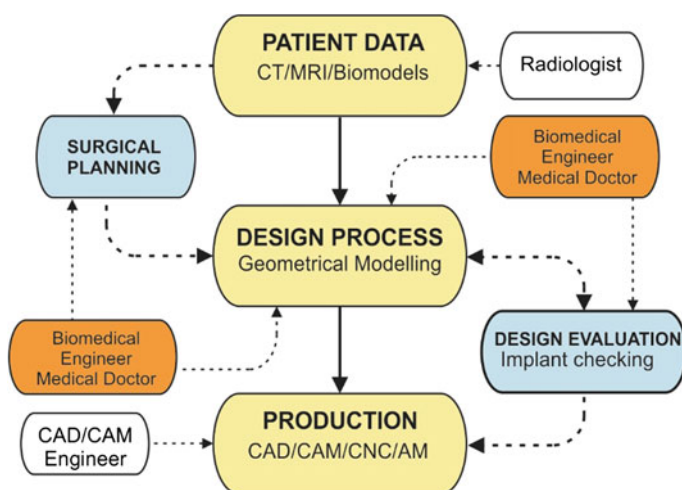 PATIENT DATA
CT/MRI/Biomodels
Radiologist
SURGICAL
PLANNING
Biomedical
Engineer
Medical Doctor
DESIGN PROCESS
Geometrical Modelling
Biomedical
Engineer
Medical Doctor
DESIGN EVALUATION
Implant checking
PRODUCTION
CAD/CAM/CNC/AM
CAD/CAM
Engineer